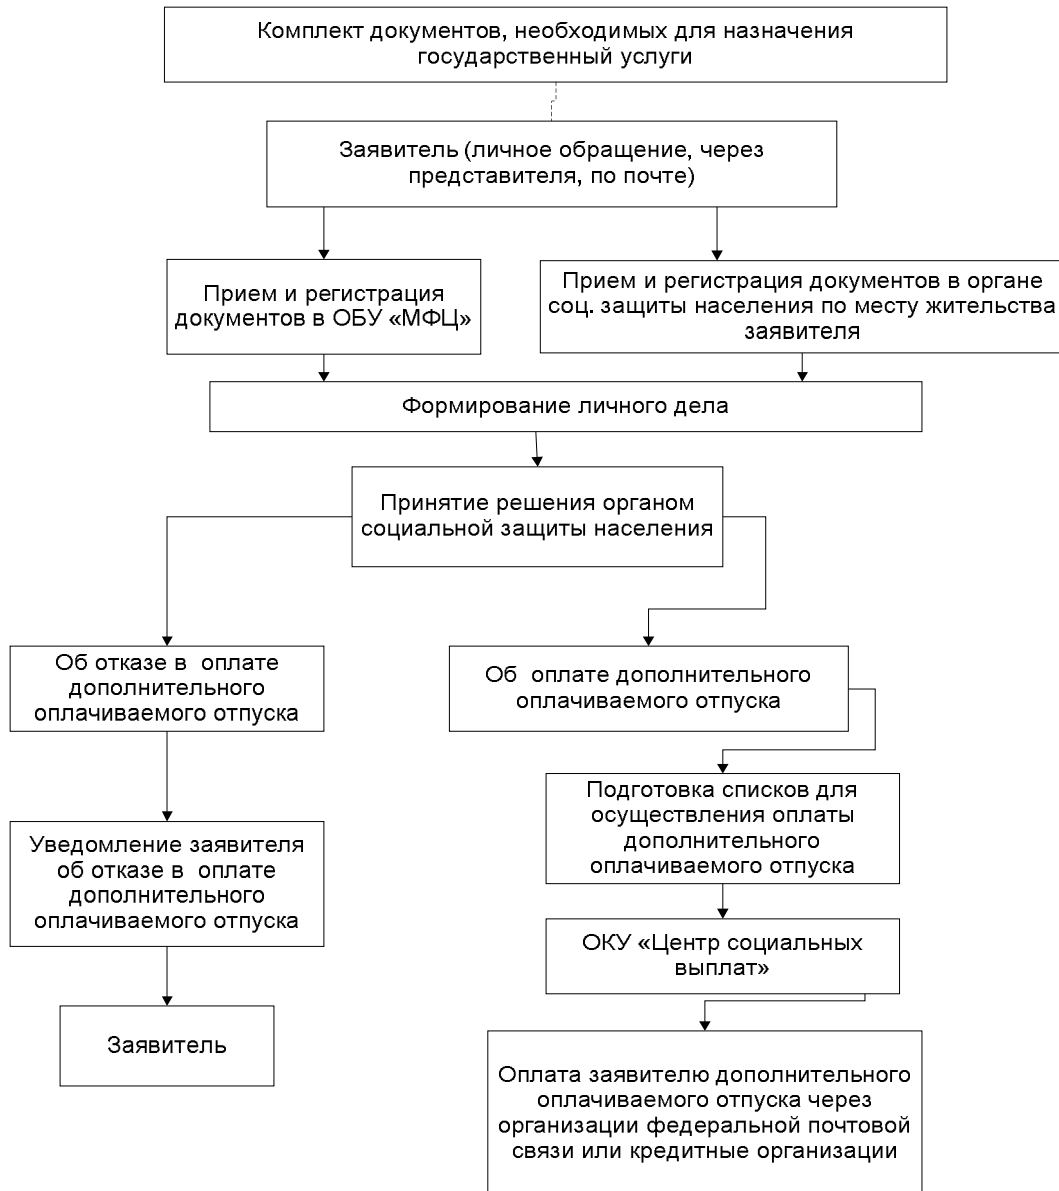 Комплект документов, необходимых для назначения
государственный услуги
Заявитель (личное обращение, через
представителя, по почте)
Прием и регистрация
документов в ОБУ «МФЦ»
Прием и регистрация документов в органе
соц. защиты населения по месту жительства
заявителя
Формирование личного дела
Принятие решения органом
социальной защиты населения
Об отказе в оплате
дополнительного
оплачиваемого отпуска
Об оплате дополнительного
оплачиваемого отпуска
Подготовка списков для
осуществления оплаты
дополнительного
оплачиваемого отпуска
Уведомление заявителя
об отказе в оплате
дополнительного
оплачиваемого отпуска
ОКУ «Центр социальных
выплат»
Заявитель
Оплата заявителю дополнительного
оплачиваемого отпуска через
организации федеральной почтовой
связи или кредитные организации